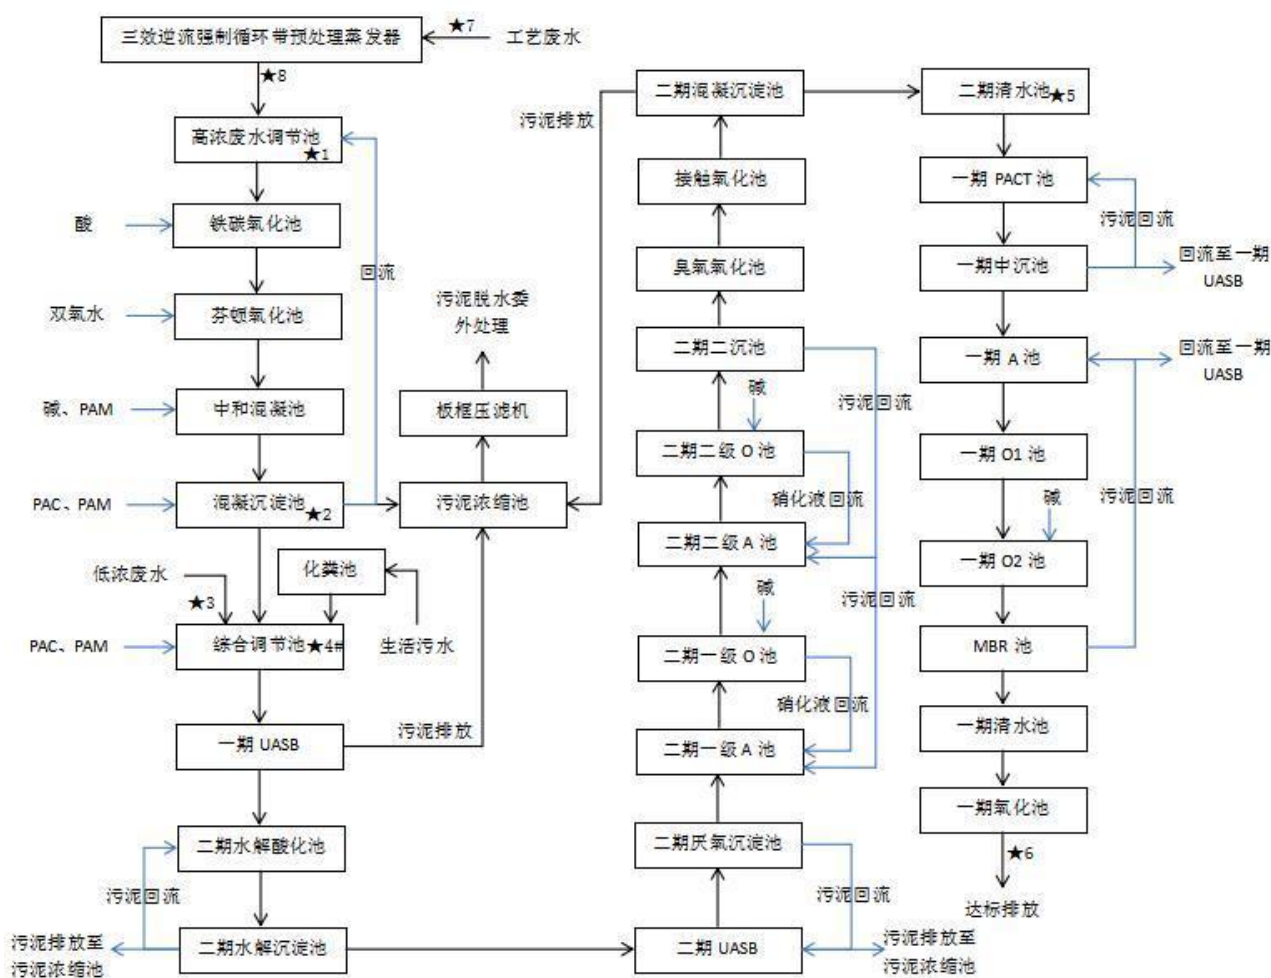 三效逆流强制循环带预处理蒸发器
★7
工艺废水
★8
高浓废水调节池
★1
酸
铁碳氧化池
回流
双氧水
芬顿氧化池
碱、PAM
中和混凝池
PAC、PAM
混凝沉淀池
★2
低浓废水
★3
化粪池
生活污水
PAC、PAM
综合调节池
★4#
一期 UASB
污泥排放
二期水解酸化池
污泥回流
二期水解沉淀池
污泥排放至
污泥浓缩池
污泥脱水委
外处理
板框压滤机
污泥浓缩池
污泥排放
二期混凝沉淀池
接触氧化池
臭氧氧化池
二期二沉池
碱
污泥回流
二期二级 O 池
硝化液回流
二期二级 A 池
碱
污泥回流
二期一级 O 池
硝化液回流
二期一级 A 池
二期厌氧沉淀池
污泥回流
二期 UASB
污泥排放至
污泥浓缩池
二期清水池
★5
一期 PACT 池
污泥回流
一期中沉池
回流至一期
UASB
一期 A 池
回流至一期
UASB
一期 O1 池
污泥回流
碱
一期 O2 池
MBR 池
一期清水池
一期氧化池
★6
达标排放